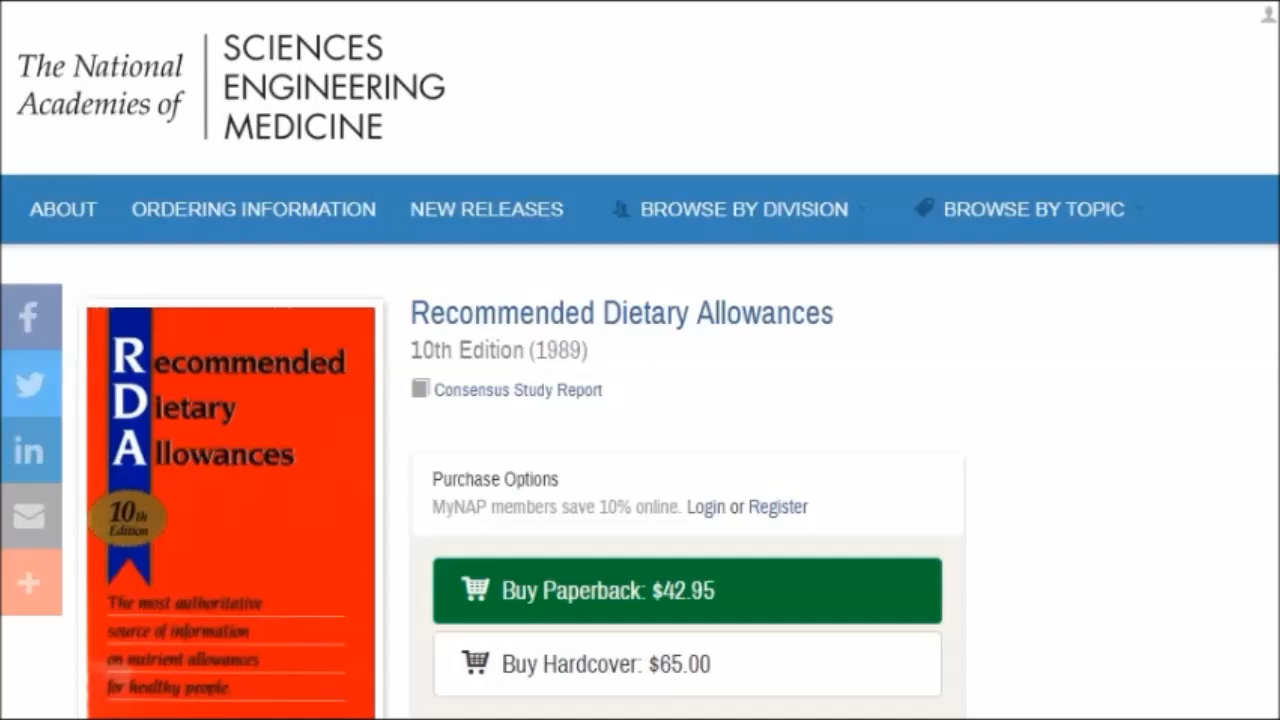 The National
Academies of
SCIENCES
ENGINEERING
MEDICINE
ABOUT
ORDERING INFORMATION
NEW RELEASES
BROWSE BY DIVISION
BROWSE BY TOPIC
Recommended
Dietary
Allowances
10th
Edition
The most authoritative
source of information
on nutrient allowances
for healthy people.
Recommended Dietary Allowances
10th Edition (1989)
Consensus Study Report
Purchase Options
MyNAP members save 10% online. Login or Register
Buy Paperback: $42.95
Buy Hardcover: $65.00